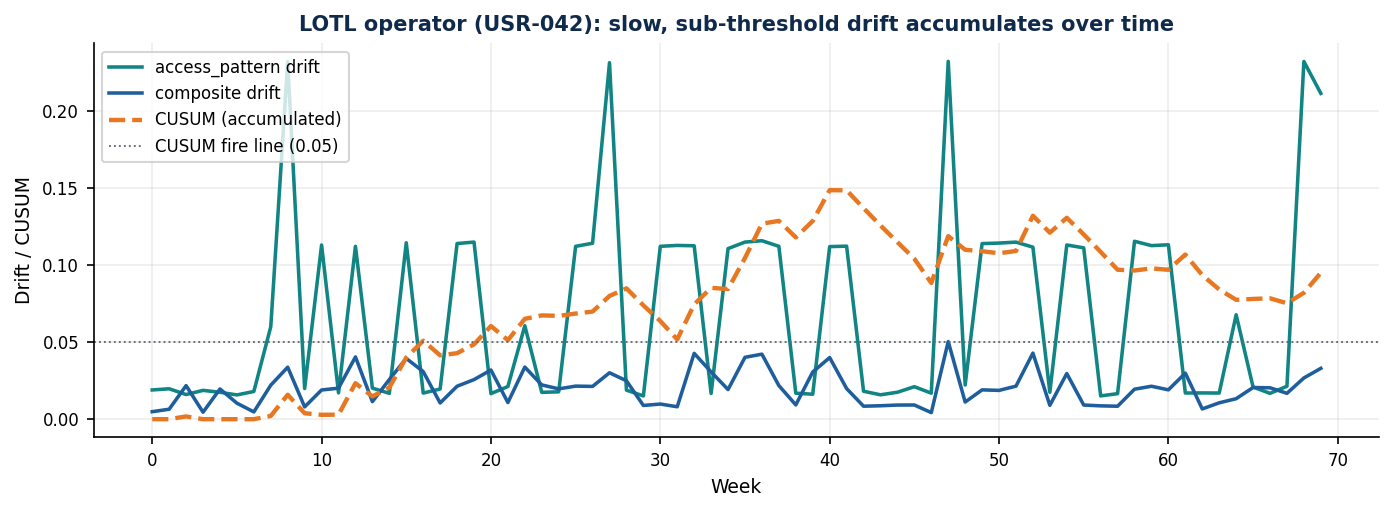 LOTL operator (USR-042): slow, sub-threshold drift accumulates over time
access_pattern drift
composite drift
CUSUM (accumulated)
CUSUM fire line (0.05)
Drift / CUSUM
0.20
0.15
0.10
0.05
0.00
0 10 20 30 40 50 60 70
Week